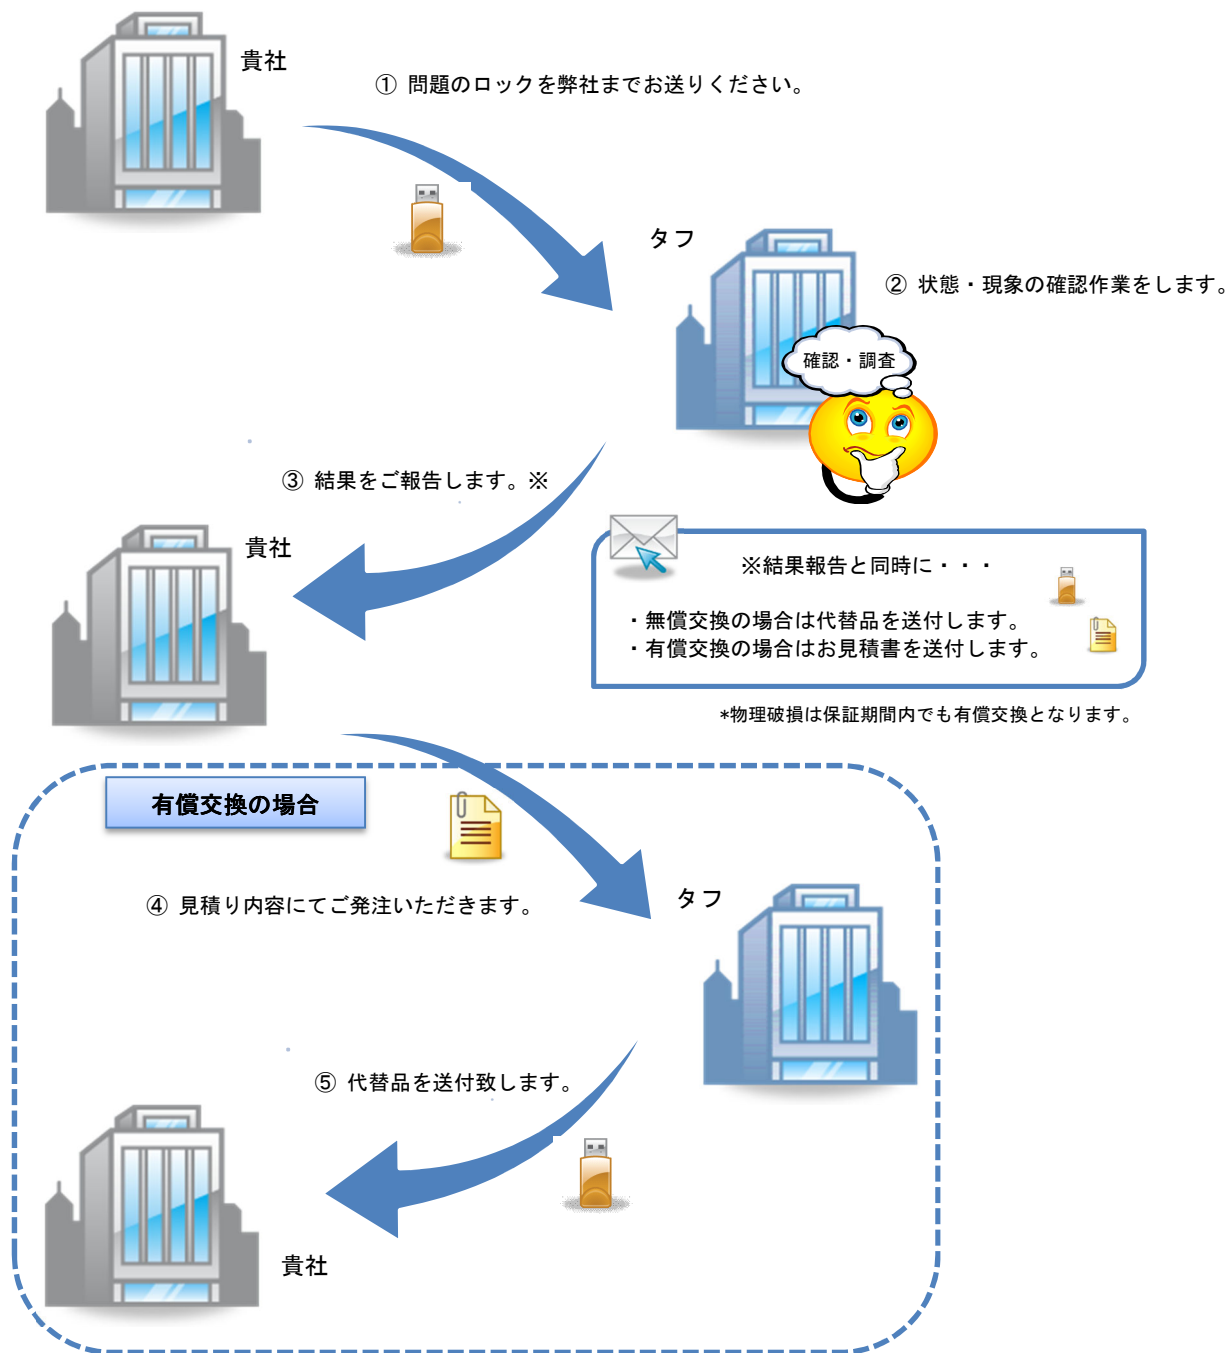 貴社
① 問題のロックを弊社までお送りください。
タフ
② 状態・現象の確認作業をします。
確認・調査
③ 結果をご報告します。※
貴社
※結果報告と同時に・・・
・無償交換の場合は代替品を送付します。
・有償交換の場合はお見積書を送付します。
*物理破損は保証期間内でも有償交換となります。
有償交換の場合
④ 見積り内容にてご発注いただきます。
タフ
⑤ 代替品を送付致します。
貴社